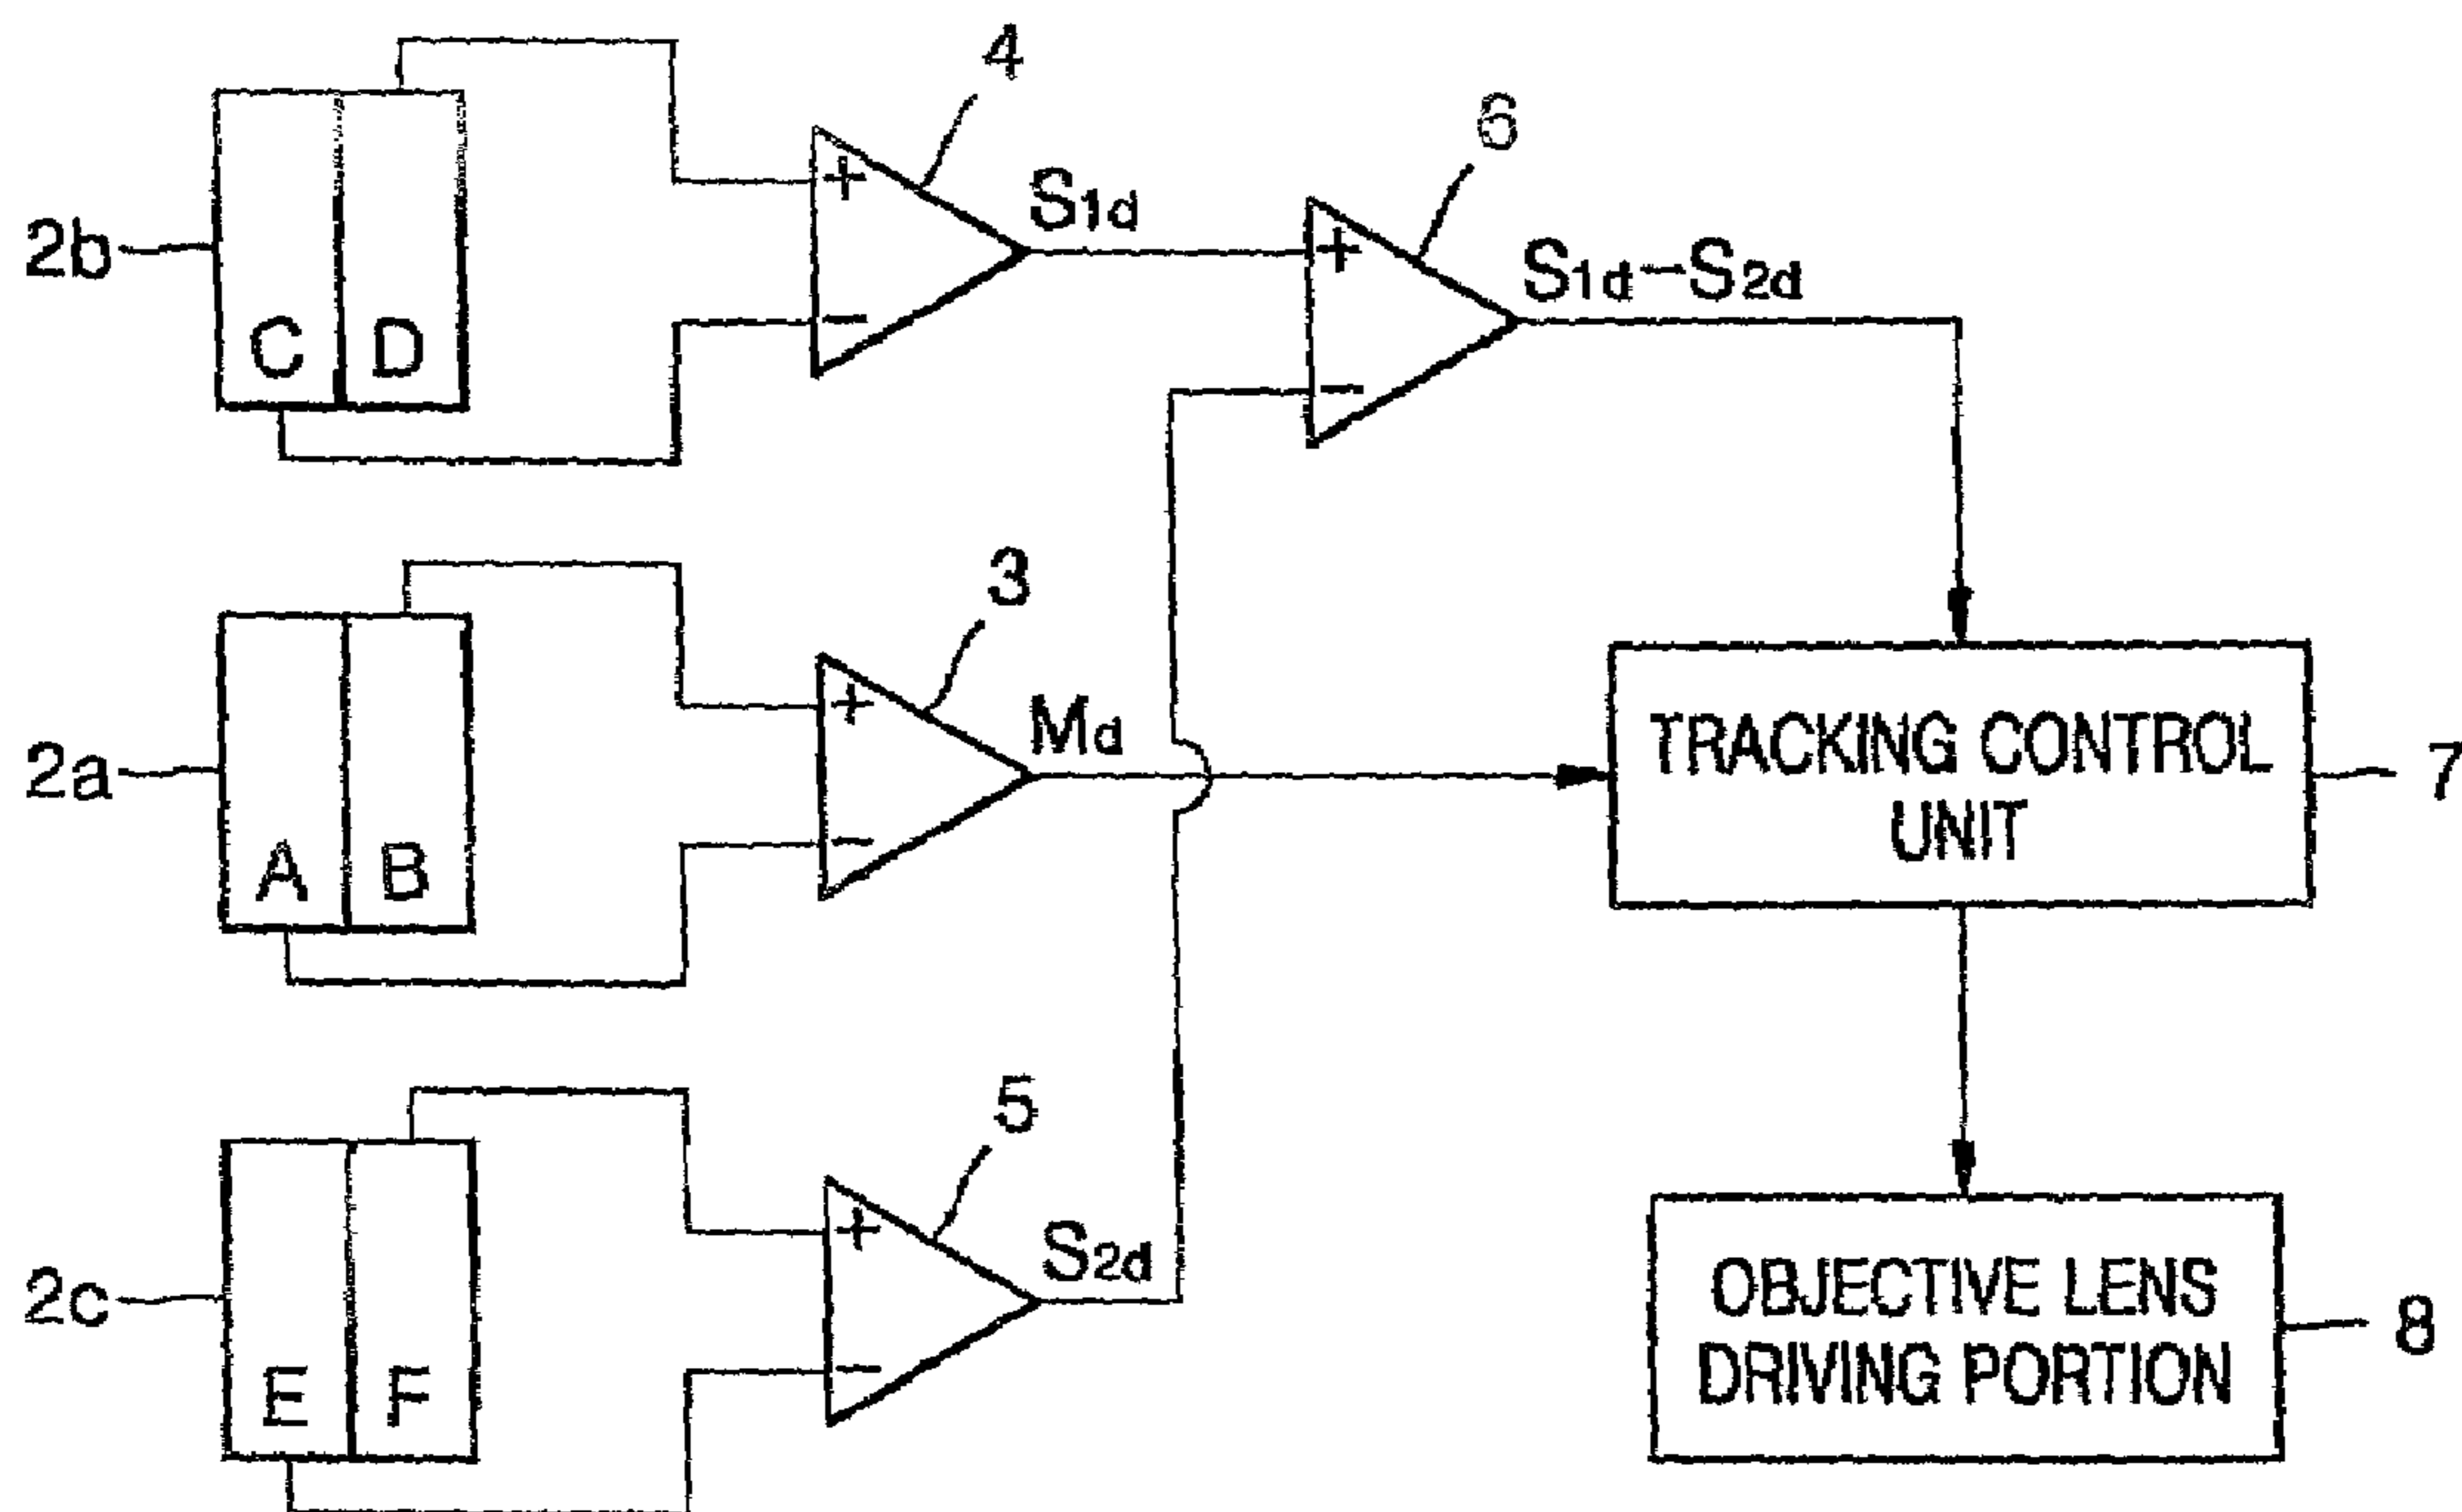 4
6
2b
C D
+
−
S1d
+
−
S1d−S2d
3
2a
A B
+
−
Md
TRACKING CONTROL
UNIT
7
5
2c
E F
+
−
S2d
OBJECTIVE LENS
DRIVING PORTION
8